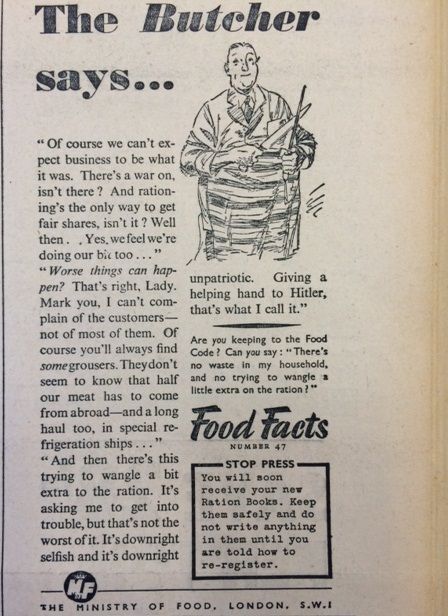 The Butcher
says...
“Of course we can’t ex-
pect business to be what
it was. There’s a war on,
isn’t there? And ration-
ing’s the only way to get
fair shares, isn’t it? Well
then . . Yes, we feel we’re
doing our bit too . . .”
“Worse things can hap-
pen? That’s right, Lady.
Mark you, I can’t com-
plain of the customers—
not of most of them. Of
course you’ll always find
some grousers. They don’t
seem to know that half
our meat has to come
from abroad—and a long
haul too, in special re-
frigeration ships . . .”
“And then there’s this
trying to wangle a bit
extra to the ration. It’s
asking me to get into
trouble, but that’s not the
worst of it. It’s downright
selfish and it’s downright
unpatriotic. Giving a
helping hand to Hitler,
that’s what I call it.”
Are you keeping to the Food
Code? Can you say: “There’s
no waste in my household,
and no trying to wangle a
little extra on the ration?”
Food Facts
NUMBER 47
STOP PRESS
You will soon
receive your new
Ration Books. Keep
them safely and do
not write anything
in them until you
are told how to
re-register.
MF
THE MINISTRY OF FOOD, LONDON, S.W.1